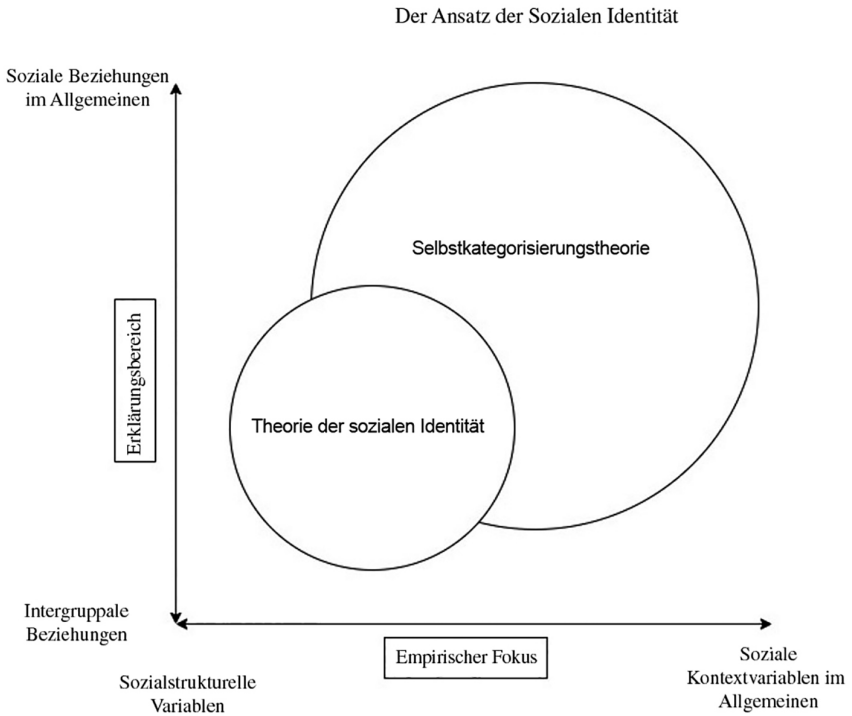 Der Ansatz der Sozialen Identität
Soziale Beziehungen
im Allgemeinen
Selbstkategorisierungstheorie
Erklärungsbereich
Theorie der sozialen Identität
Intergruppale
Beziehungen
Empirischer Fokus
Sozialstrukturelle
Variablen
Soziale
Kontextvariablen im
Allgemeinen